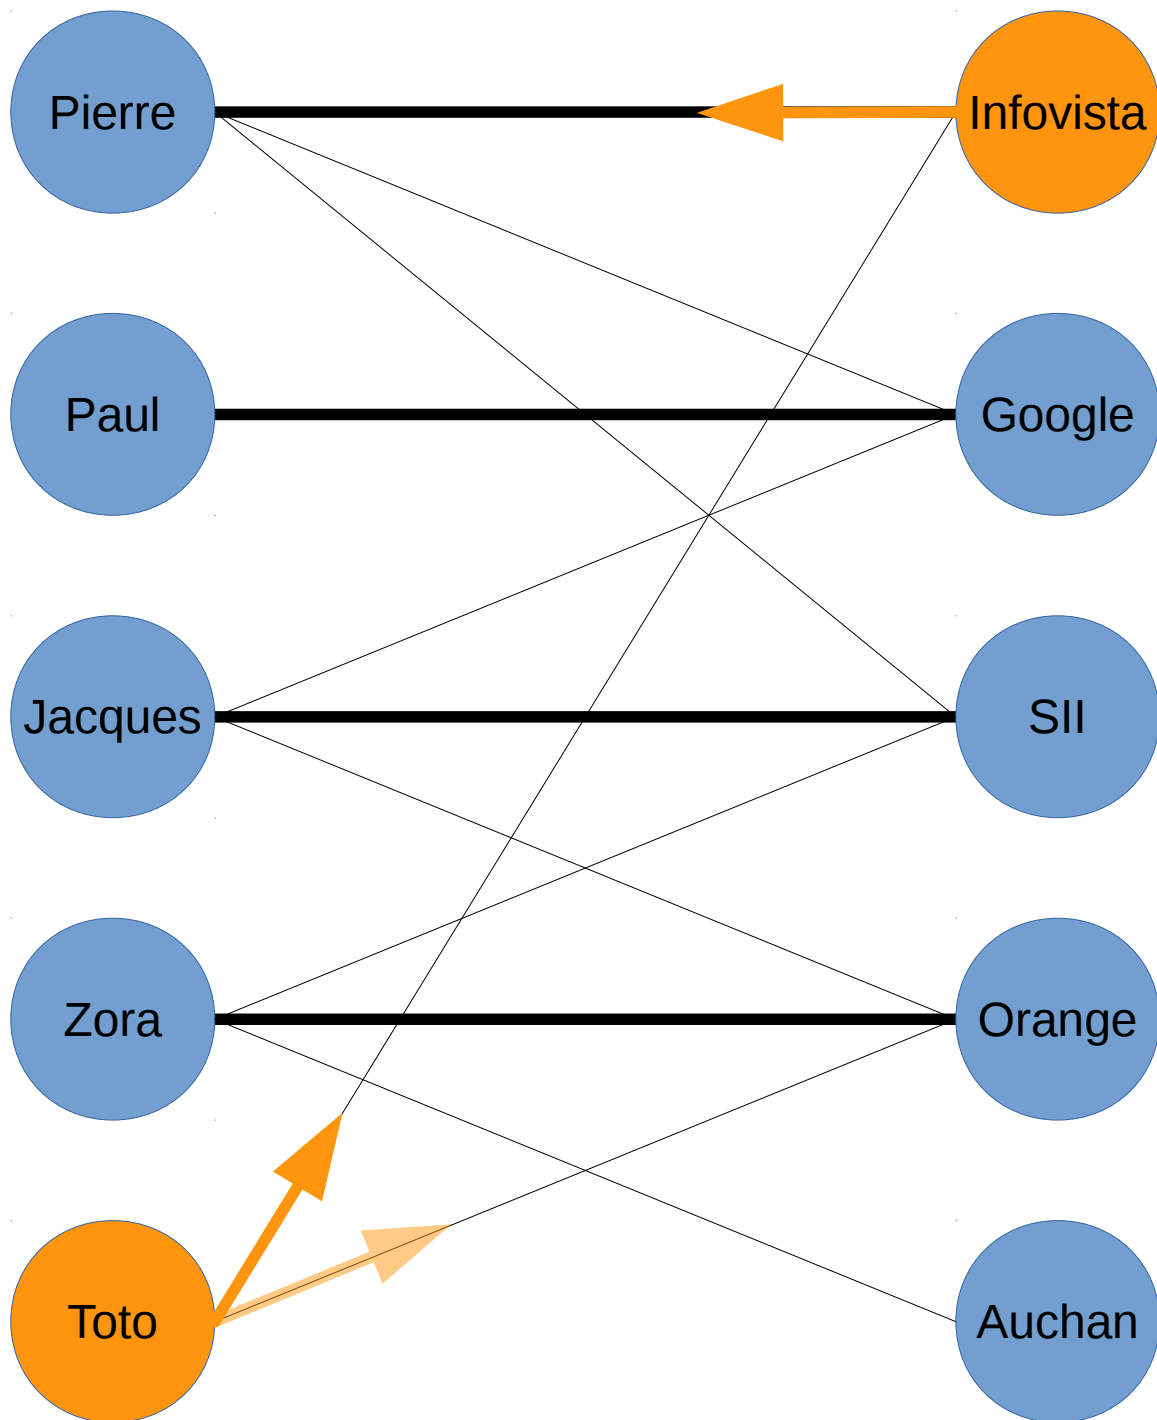 Pierre
Infovista
Paul
Google
Jacques
SII
Zora
Orange
Toto
Auchan